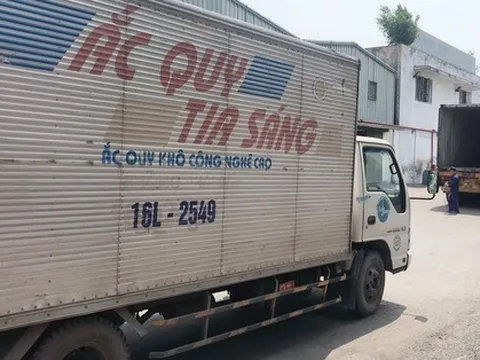 ẮC QUY
TIA SÁNG
ẮC QUY KHÔ CÔNG NGHỆ CAO
16L-2549